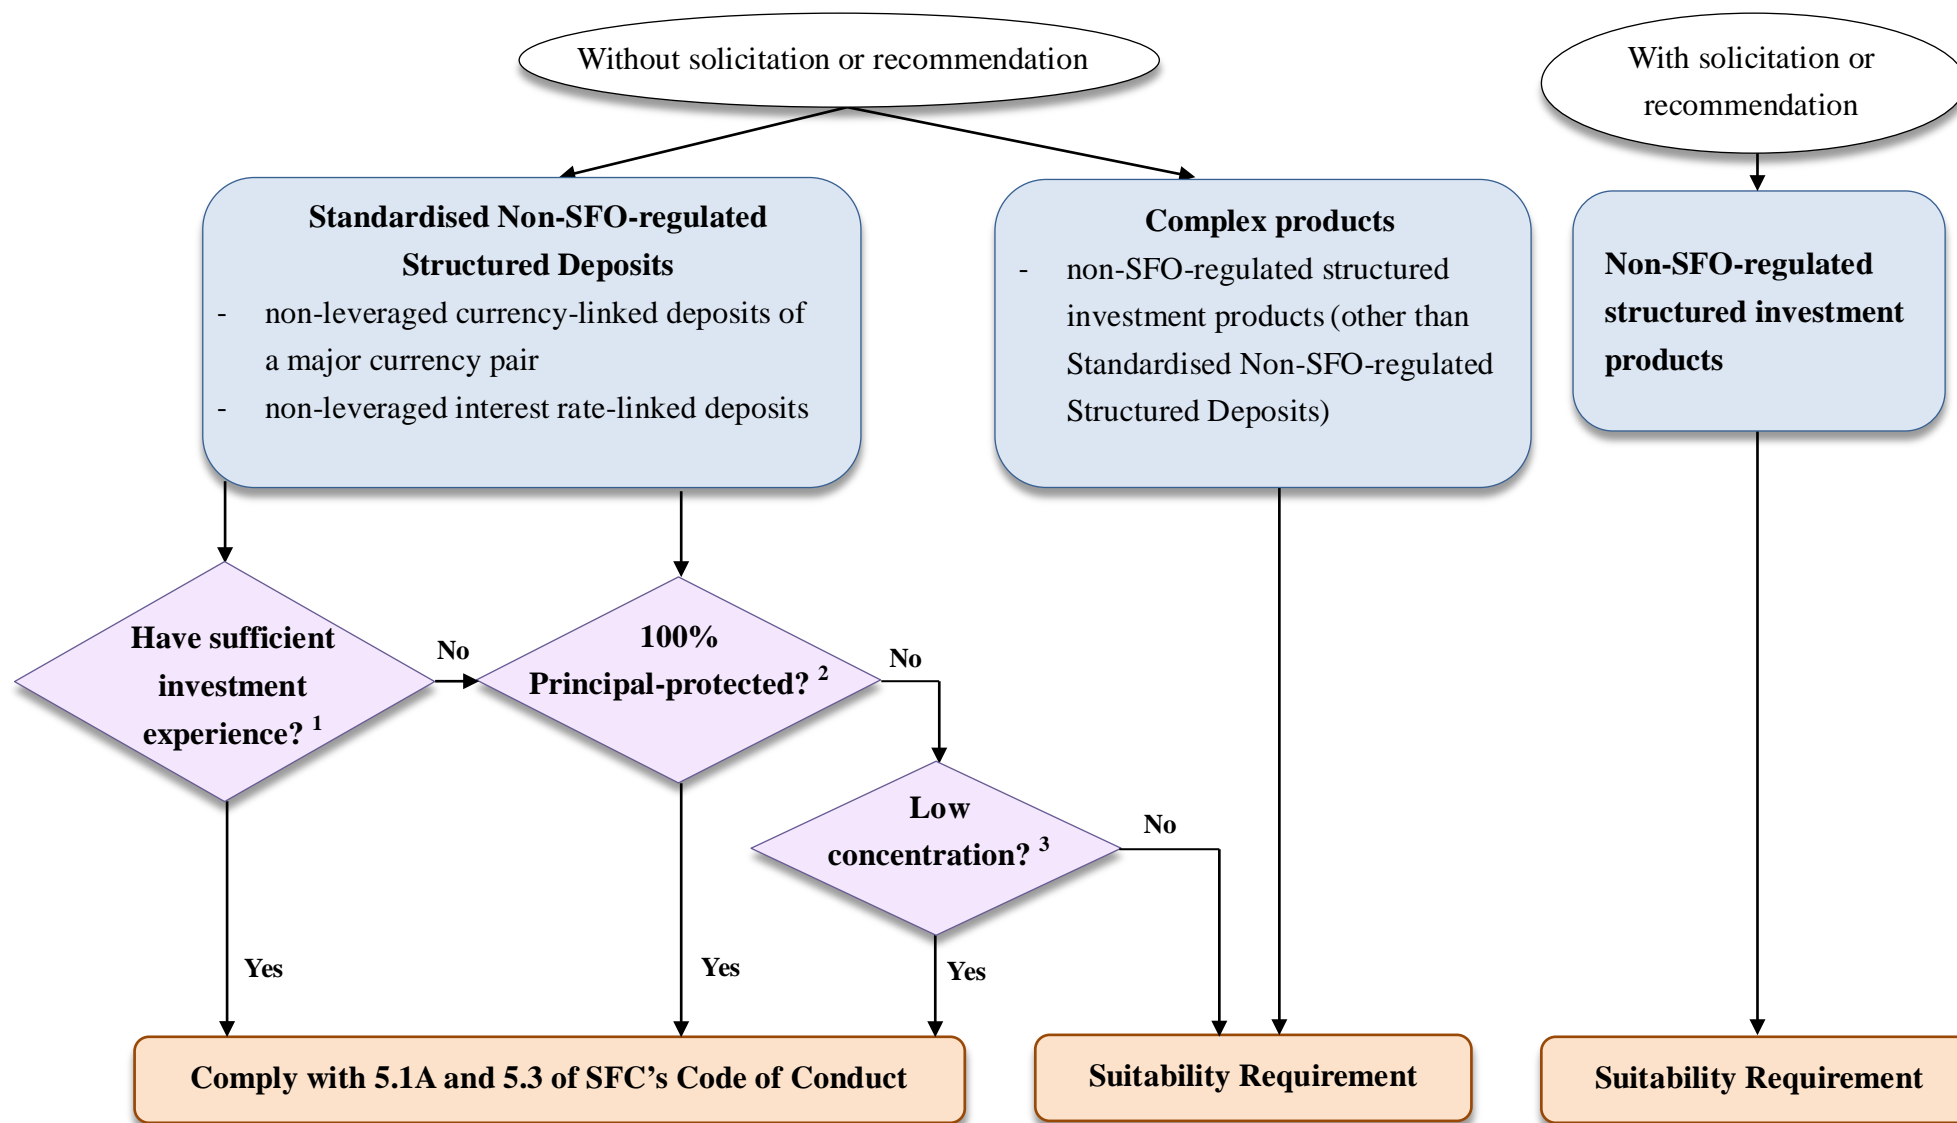 Without solicitation or recommendation
With solicitation or
recommendation
Standardised Non-SFO-regulated
Structured Deposits
- non-leveraged currency-linked deposits of
a major currency pair
- non-leveraged interest rate-linked deposits
Complex products
- non-SFO-regulated structured
investment products (other than
Standardised Non-SFO-regulated
Structured Deposits)
Non-SFO-regulated
structured investment
products
Have sufficient
investment
experience? 1
No
100%
Principal-protected? 2
No
Low
concentration? 3
No
Yes
Yes
Yes
Comply with 5.1A and 5.3 of SFC’s Code of Conduct
Suitability Requirement
Suitability Requirement